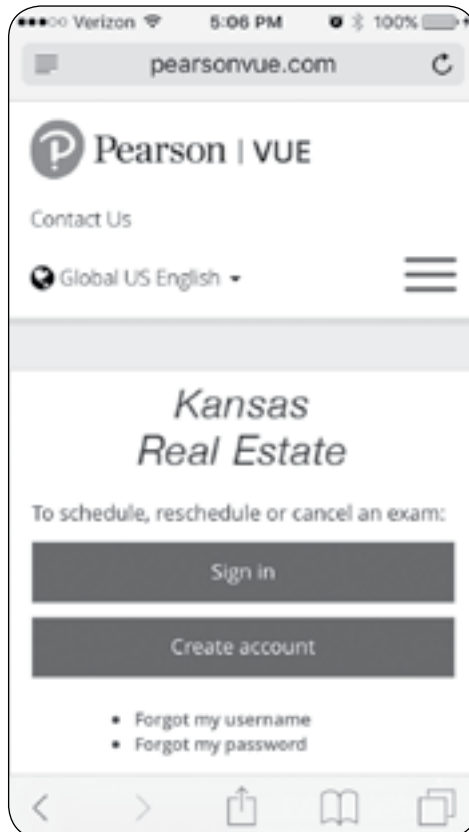 Verizon 5:06 PM 100%
pearsonvue.com
Pearson | VUE
Contact Us
Global US English
Kansas
Real Estate
To schedule, reschedule or cancel an exam:
Sign in
Create account
• Forgot my username
• Forgot my password